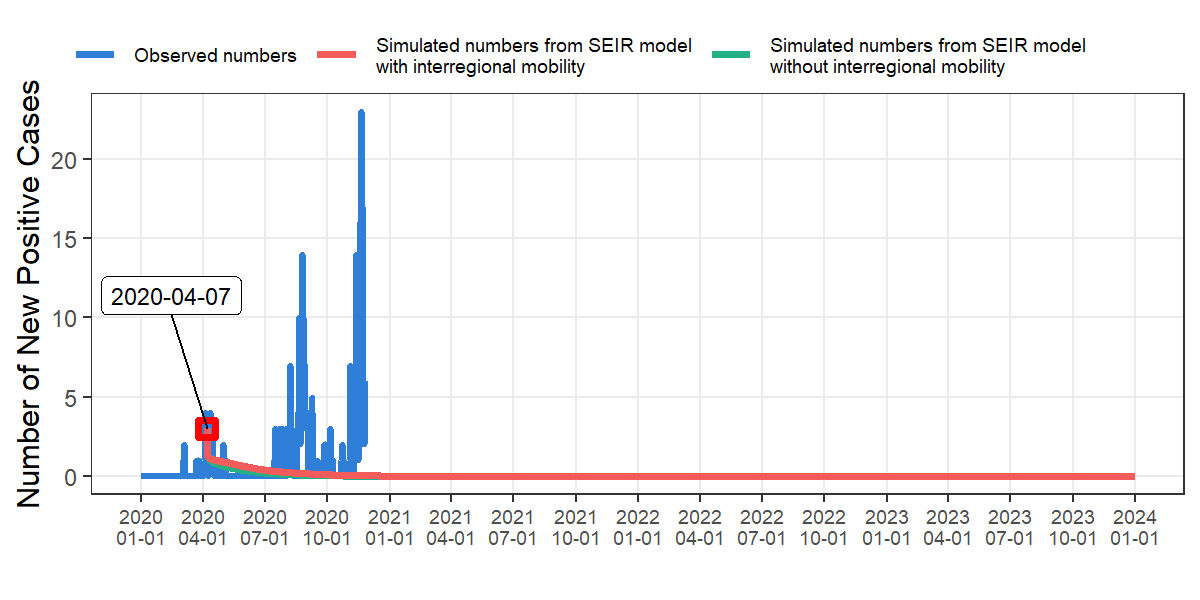 Observed numbers
Simulated numbers from SEIR model
with interregional mobility
Simulated numbers from SEIR model
without interregional mobility
Number of New Positive Cases
20
15
10
5
0
2020-04-07
2020 2020 2020 2020 2021 2021 2021 2021 2022 2022 2022 2022 2023 2023 2023 2023 2024
01-01 04-01 07-01 10-01 01-01 04-01 07-01 10-01 01-01 04-01 07-01 10-01 01-01 04-01 07-01 10-01 01-01